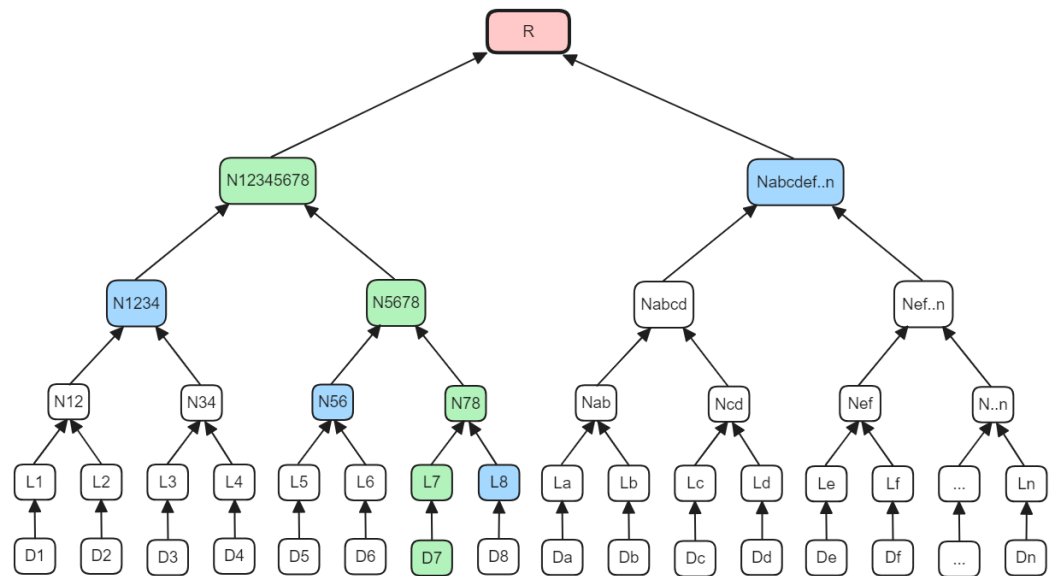 R
N12345678
Nabcdef..n
N1234
N5678
Nabcd
Nef..n
N12
N34
N56
N78
Nab
Ncd
Nef
N..n
L1
L2
L3
L4
L5
L6
L7
L8
La
Lb
Lc
Ld
Le
Lf
...
Ln
D1
D2
D3
D4
D5
D6
D7
D8
Da
Db
Dc
Dd
De
Df
...
Dn